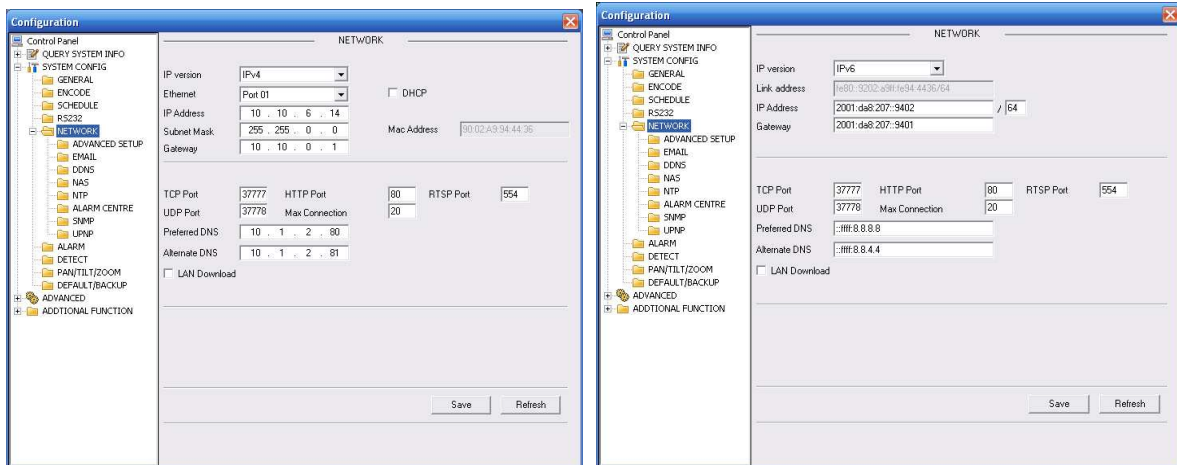 Configuration
Control Panel
QUERY SYSTEM INFO
SYSTEM CONFIG
GENERAL
ENCODE
SCHEDULE
RS232
NETWORK
ADVANCED SETUP
EMAIL
DDNS
NAS
NTP
ALARM CENTRE
SNMP
UPNP
ALARM
DETECT
PAN/TILT/ZOOM
DEFAULT/BACKUP
ADVANCED
ADDTIONAL FUNCTION
NETWORK
IP version IPv4
Ethernet Port 01 DHCP
IP Address 10 . 10 . 6 . 14
Subnet Mask 255 . 255 . 0 . 0 Mac Address 90:02:A9:94:44:36
Gateway 10 . 10 . 0 . 1
TCP Port 37777 HTTP Port 80 RTSP Port 554
UDP Port 37778 Max Connection 20
Preferred DNS 10 . 1 . 2 . 80
Alternate DNS 10 . 1 . 2 . 81
LAN Download
Save Refresh
Configuration
Control Panel
QUERY SYSTEM INFO
SYSTEM CONFIG
GENERAL
ENCODE
SCHEDULE
RS232
NETWORK
ADVANCED SETUP
EMAIL
DDNS
NAS
NTP
ALARM CENTRE
SNMP
UPNP
ALARM
DETECT
PAN/TILT/ZOOM
DEFAULT/BACKUP
ADVANCED
ADDTIONAL FUNCTION
NETWORK
IP version IPv6
Link address fe80::9202:a9ff:fe94:4436/64
IP Address 2001:da8:207::9402 / 64
Gateway 2001:da8:207::9401
TCP Port 37777 HTTP Port 80 RTSP Port 554
UDP Port 37778 Max Connection 20
Preferred DNS ::ffff:8.8.8.8
Alternate DNS ::ffff:8.8.4.4
LAN Download
Save Refresh